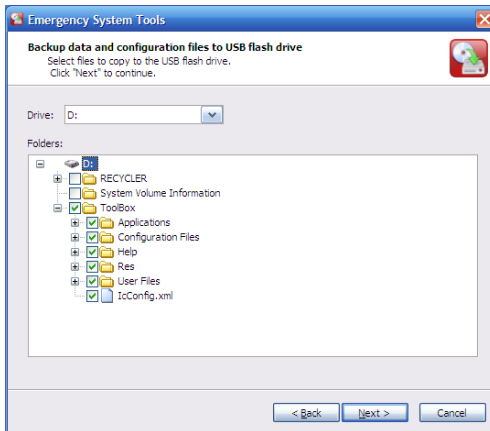 Emergency System Tools
Backup data and configuration files to USB flash drive
Select files to copy to the USB flash drive.
Click "Next" to continue.
Drive: D:
Folders:
D:
RECYCLER
System Volume Information
ToolBox
Applications
Configuration Files
Help
Res
User Files
IcConfig.xml
< Back Next > Cancel